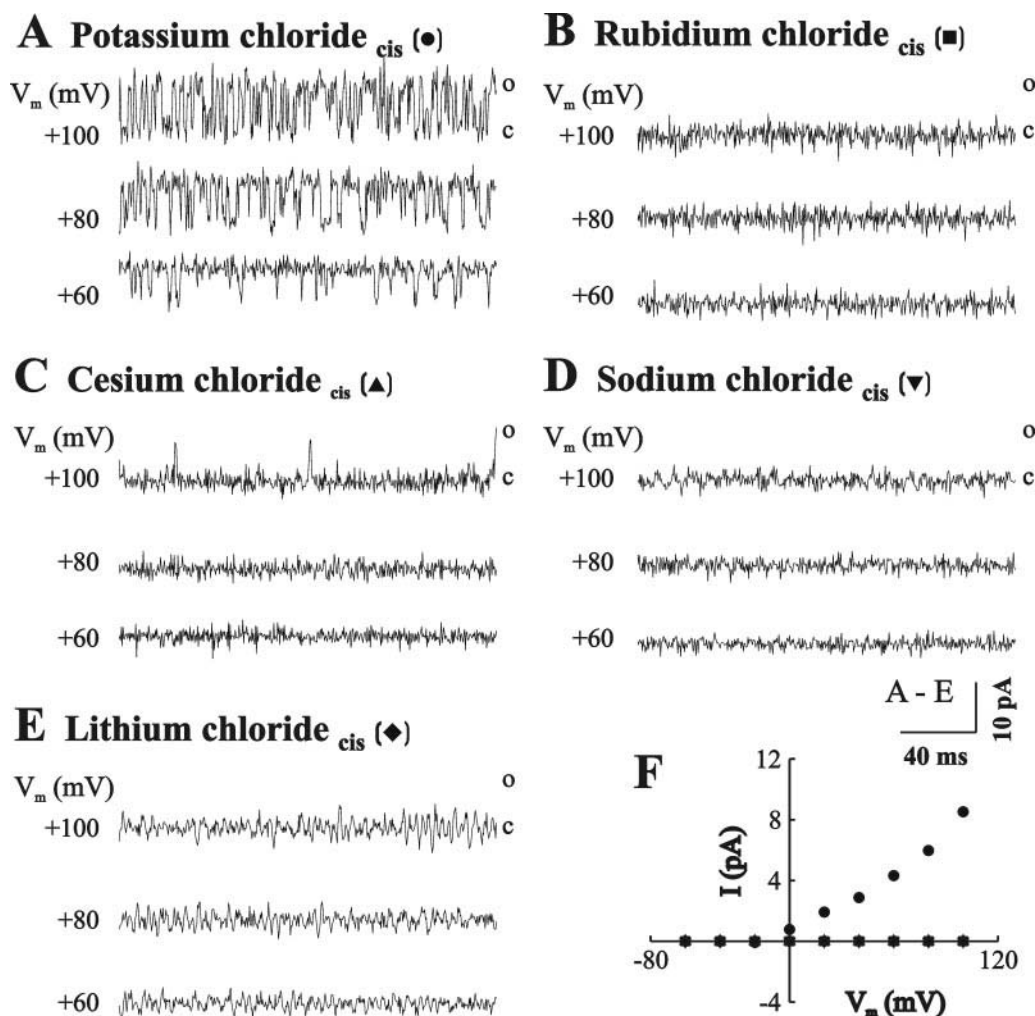 A Potassium chloride cis (●)
V_m (mV)
o
+100
c
+80
+60
B Rubidium chloride cis (■)
V_m (mV)
o
+100
c
+80
+60
C Cesium chloride cis (▲)
V_m (mV)
o
+100
c
+80
+60
D Sodium chloride cis (▼)
V_m (mV)
o
+100
c
+80
+60
E Lithium chloride cis (◆)
V_m (mV)
o
+100
c
+80
+60
A - E
10 pA
40 ms
F
12
8
4
-4
I (pA)
-80
120
V_m (mV)